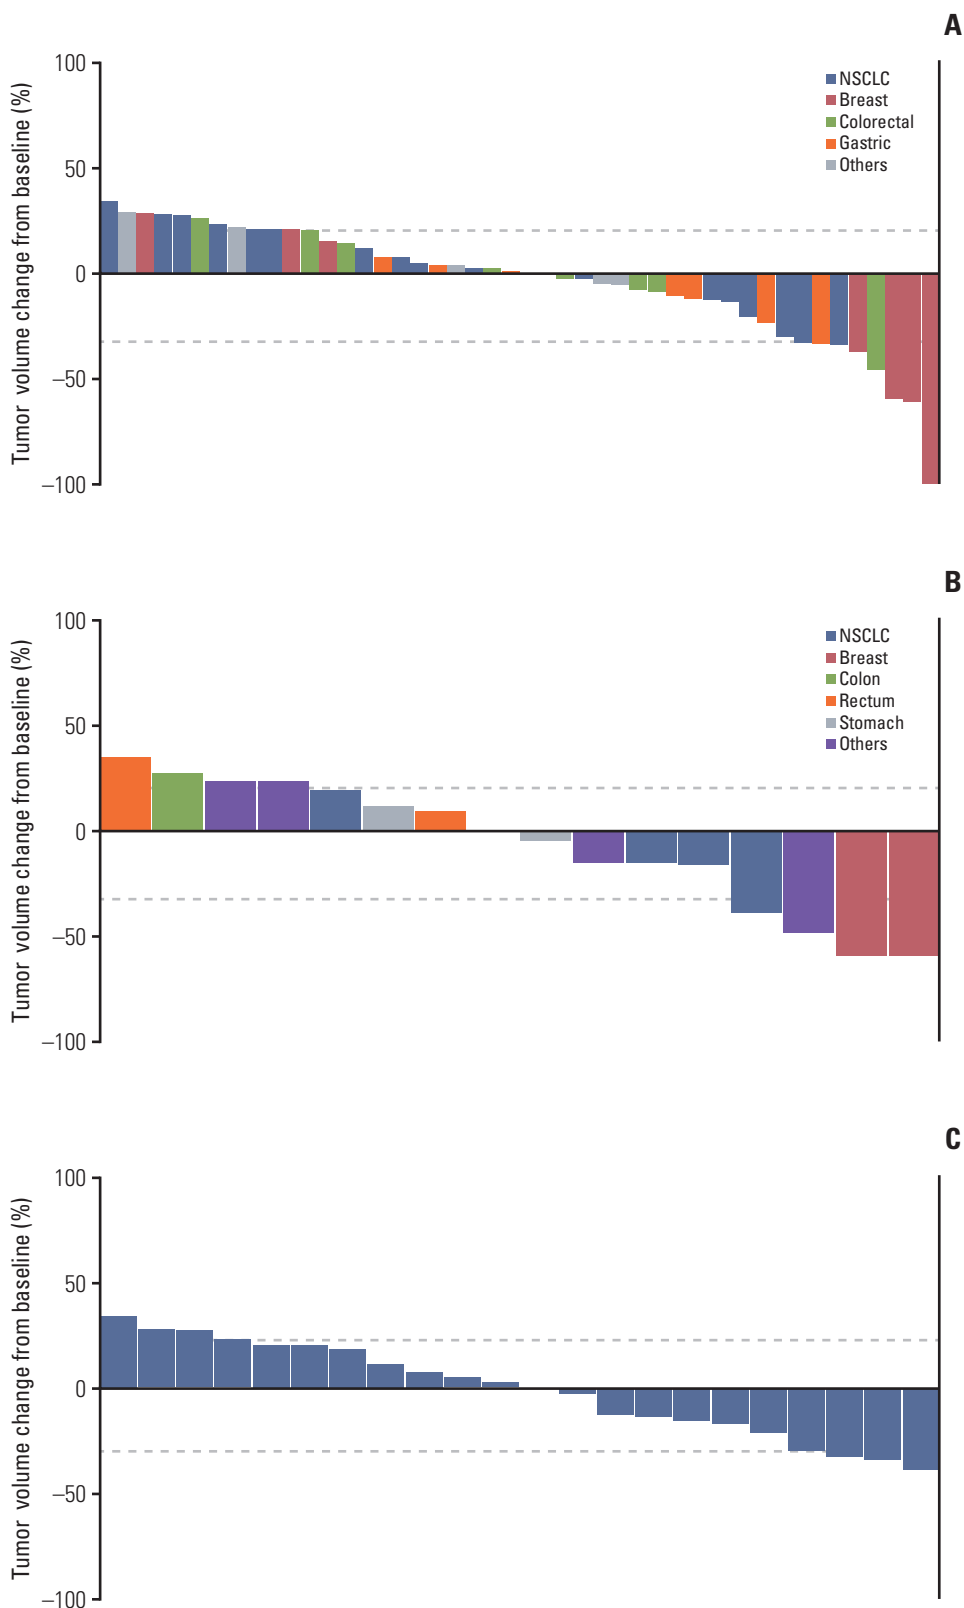 A
Tumor volume change from baseline (%)
100
50
0
−50
−100
NSCLC
Breast
Colorectal
Gastric
Others
B
Tumor volume change from baseline (%)
100
50
0
−50
−100
NSCLC
Breast
Colon
Rectum
Stomach
Others
C
Tumor volume change from baseline (%)
100
50
0
−50
−100